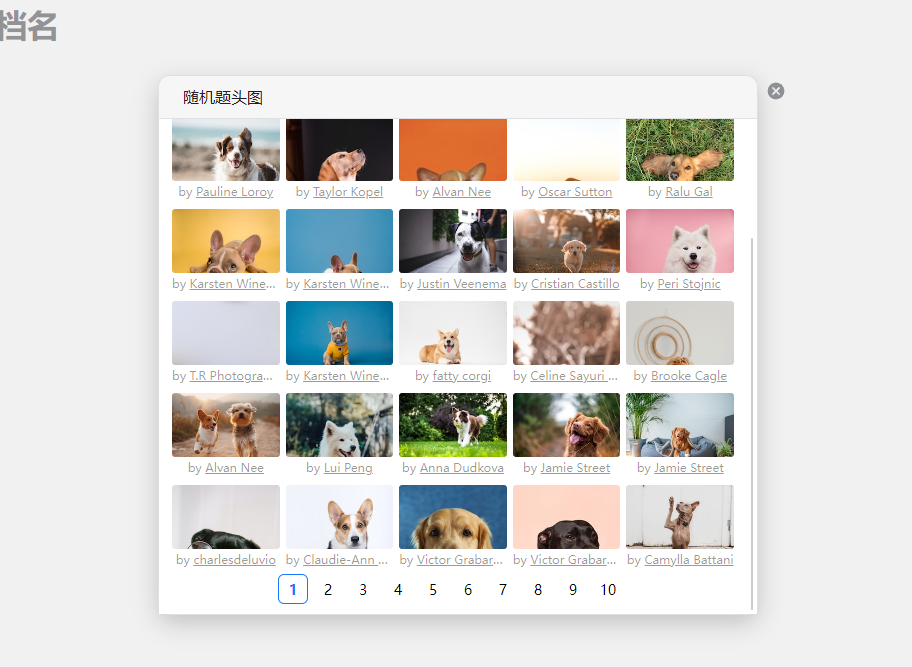 档名
随机题头图
by Pauline Loroy
by Taylor Kopel
by Alvan Nee
by Oscar Sutton
by Ralu Gal
by Karsten Wine...
by Karsten Wine...
by Justin Veenema
by Cristian Castillo
by Peri Stojnic
by T.R Photogra...
by Karsten Wine...
by fatty corgi
by Celine Sayuri ...
by Brooke Cagle
by Alvan Nee
by Lui Peng
by Anna Dudkova
by Jamie Street
by Jamie Street
by charlesdeluvio
by Claudie-Ann ...
by Victor Grabar...
by Victor Grabar...
by Camylla Battani
1 2 3 4 5 6 7 8 9 10